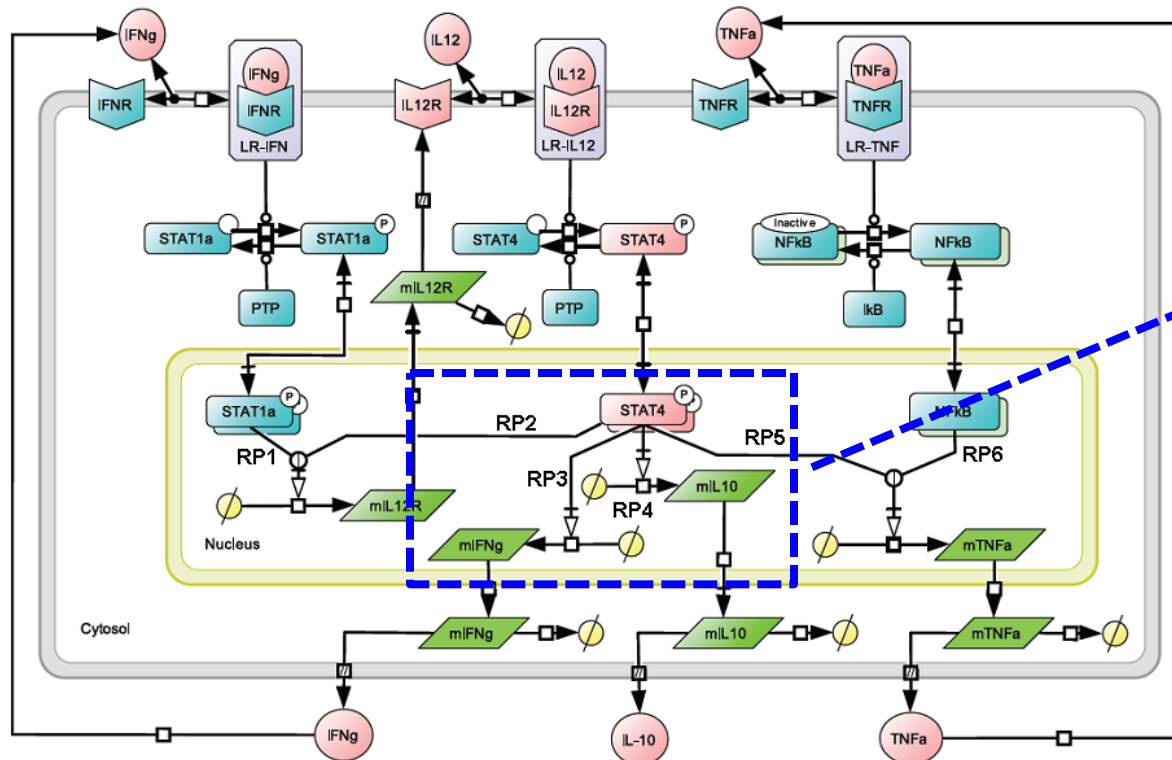 IFNg
IL12
TNFa
IFNg
IL12
TNFa
IFNR
IFNR
IL12R
IL12R
TNFR
TNFR
LR-IFN
LR-IL12
LR-TNF
P
P
Inactive
STAT1a
STAT1a
STAT4
STAT4
NFkB
NFkB
mIL12R
PTP
PTP
IkB
P
P
STAT1a
STAT4
NFkB
RP2
RP5
RP1
RP6
RP3
mIL10
mIL12R
RP4
Nucleus
mIFNg
mTNFa
Cytosol
mIFNg
mIL10
mTNFa
IFNg
IL-10
TNFa